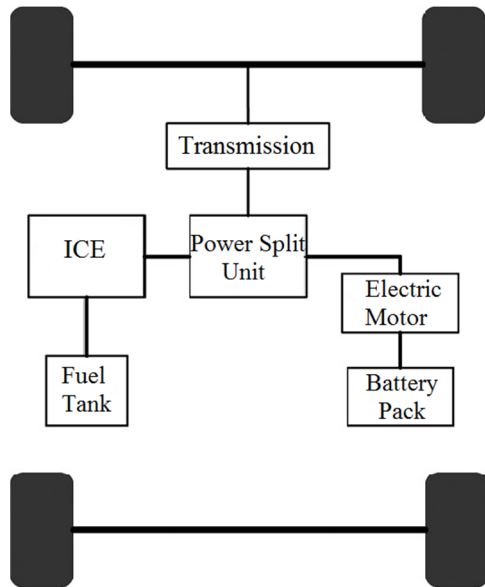 Transmission
ICE
Power Split
Unit
Electric
Motor
Fuel
Tank
Battery
Pack